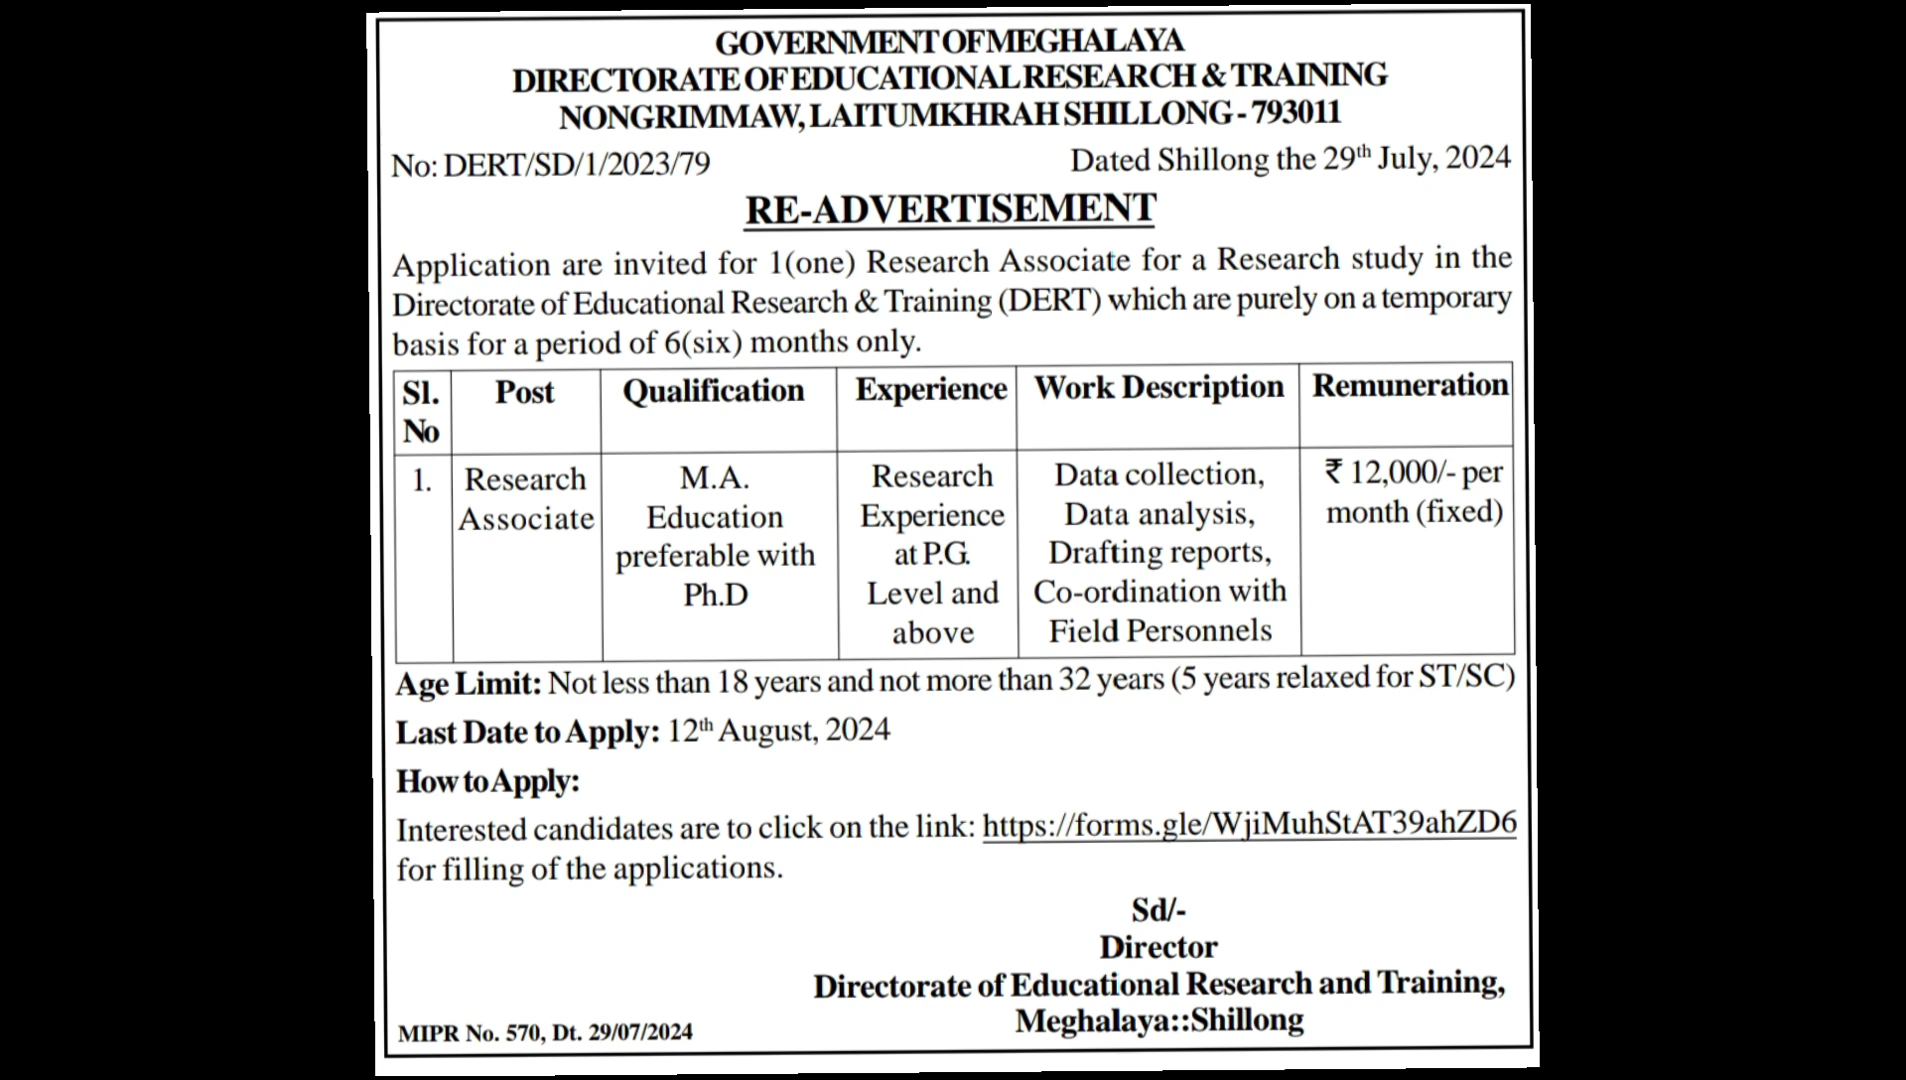 GOVERNMENT OF MEGHALAYA
DIRECTORATE OF EDUCATIONAL RESEARCH & TRAINING
NONGRIMMAW, LAITUMKHRAH SHILLONG - 793011
No: DERT/SD/1/2023/79 Dated Shillong the 29th July, 2024
RE-ADVERTISEMENT
Application are invited for 1(one) Research Associate for a Research study in the
Directorate of Educational Research & Training (DERT) which are purely on a temporary
basis for a period of 6(six) months only.
Sl. No Post Qualification Experience Work Description Remuneration
1. Research Associate M.A. Education preferable with Ph.D Research Experience at P.G. Level and above Data collection, Data analysis, Drafting reports, Co-ordination with Field Personnels ₹ 12,000/- per month (fixed)
Age Limit: Not less than 18 years and not more than 32 years (5 years relaxed for ST/SC)
Last Date to Apply: 12th August, 2024
How to Apply:
Interested candidates are to click on the link: https://forms.gle/WjiMuhStAT39ahZD6
for filling of the applications.
Sd/-
Director
Directorate of Educational Research and Training,
Meghalaya::Shillong
MIPR No. 570, Dt. 29/07/2024